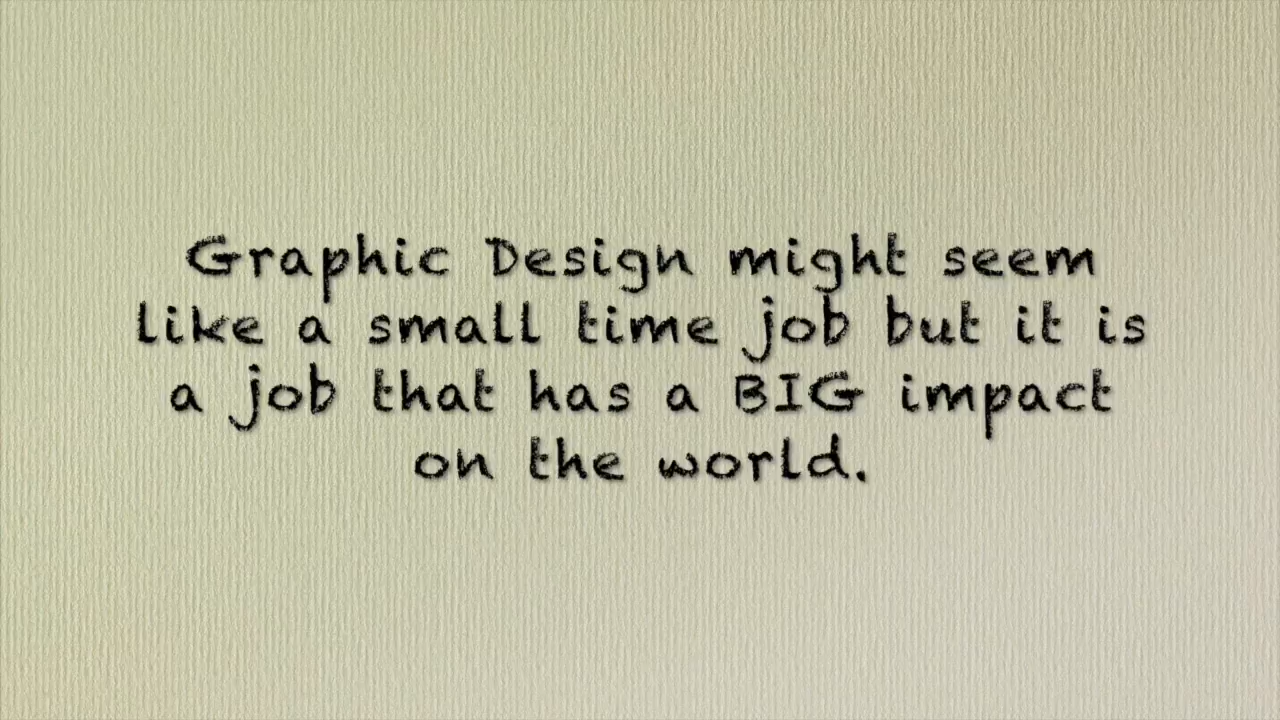 Graphic Design might seem
like a small time job but it is
a job that has a BIG impact
on the world.